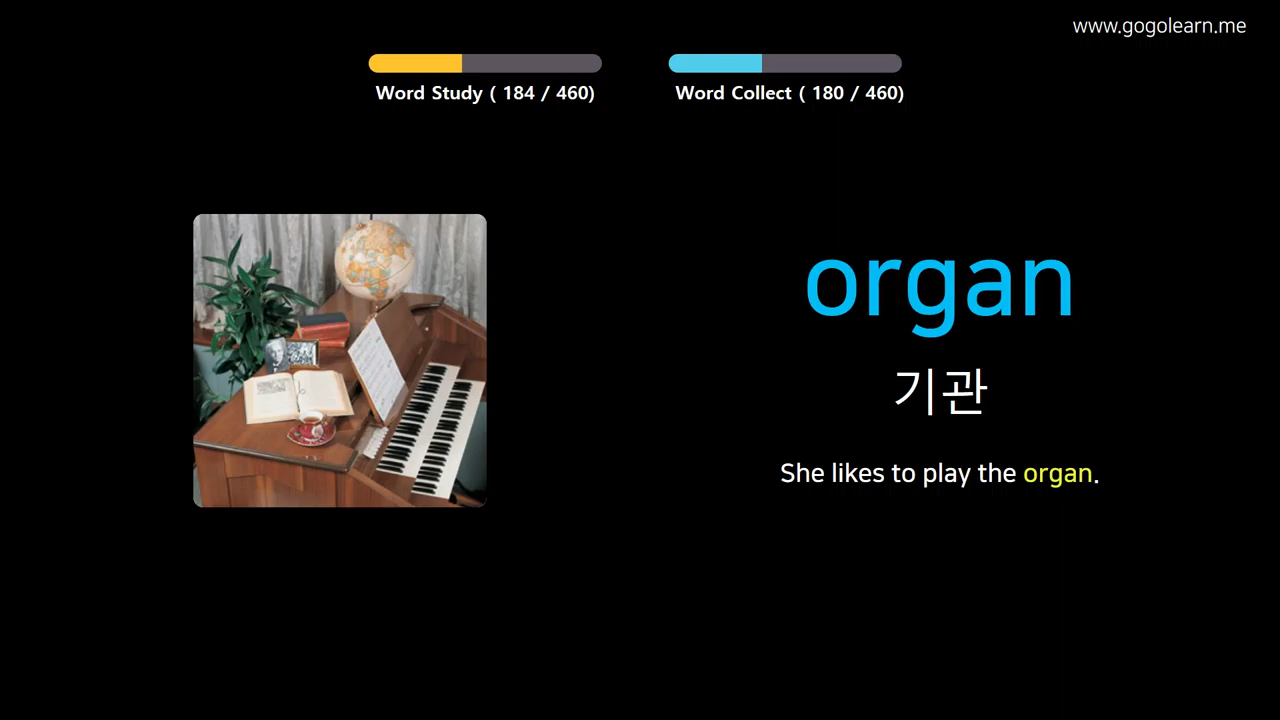 www.gogolearn.me
Word Study ( 184 / 460)
Word Collect ( 180 / 460)
organ
기관
She likes to play the organ.